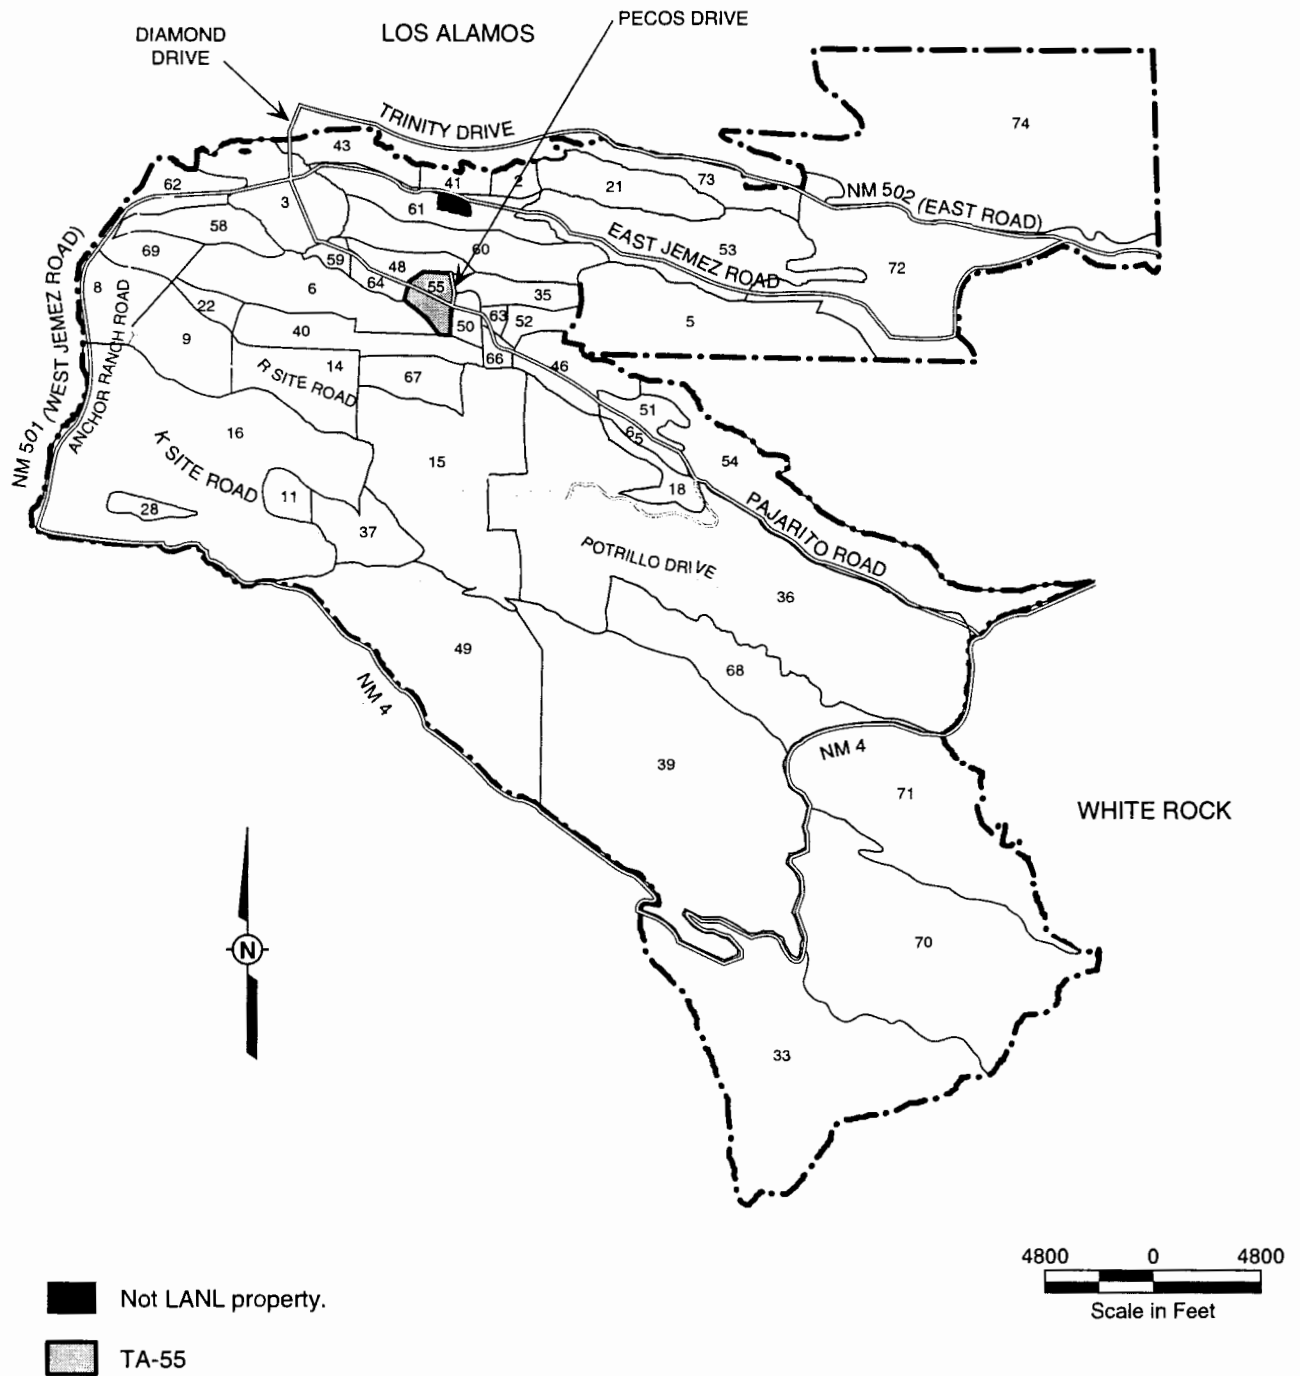 PECOS DRIVE
DIAMOND
DRIVE
LOS ALAMOS
TRINITY DRIVE
74
43
62
41
2
21
73
NM 502 (EAST ROAD)
3
61
58
EAST JEMEZ ROAD
53
72
69
60
59
48
8
6
64
55
35
22
63
52
5
9
40
50
66
46
14
67
R SITE ROAD
NM 501 (WEST JEMEZ ROAD)
ANCHOR RANCH ROAD
51
16
65
15
54
K SITE ROAD
18
11
28
37
PAJARITO ROAD
POTRILLO DRIVE
36
49
68
NM 4
NM 4
39
71
WHITE ROCK
N
70
33
4800 0 4800
Scale in Feet
Not LANL property.
TA-55